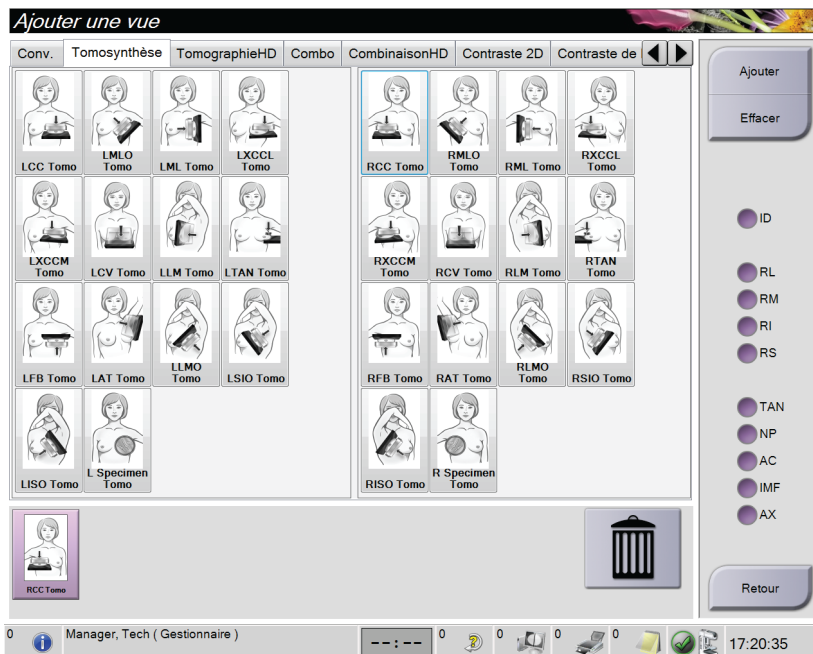 Ajouter une vue
Conv.
Tomosynthèse
TomographieHD
Combo
CombinaisonHD
Contraste 2D
Contraste de
LCC Tomo
LMLO
Tomo
LML Tomo
LXCCL
Tomo
RCC Tomo
RMLO
Tomo
RML Tomo
RXCCL
Tomo
LXCCM
Tomo
LCV Tomo
LLM Tomo
LTAN Tomo
RXCCM
Tomo
RCV Tomo
RLM Tomo
RTAN
Tomo
LFB Tomo
LAT Tomo
LLMO
Tomo
LSIO Tomo
RFB Tomo
RAT Tomo
RLMO
Tomo
RSIO Tomo
LISO Tomo
L Specimen
Tomo
RISO Tomo
R Specimen
Tomo
RCC Tomo
Ajouter
Effacer
ID
RL
RM
RI
RS
TAN
NP
AC
IMF
AX
Retour
0
Manager, Tech ( Gestionnaire )
--:--
0
0
0
0
17:20:35